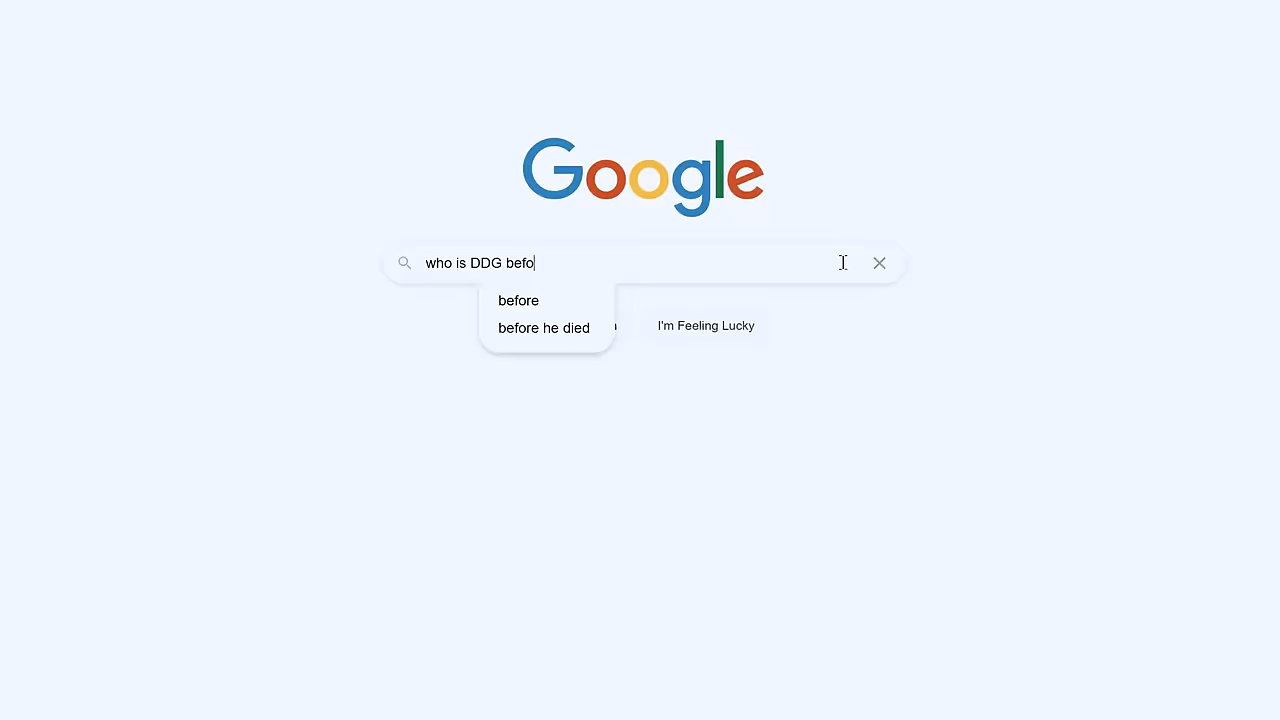 Google
who is DDG befo
before
before he died
I'm Feeling Lucky